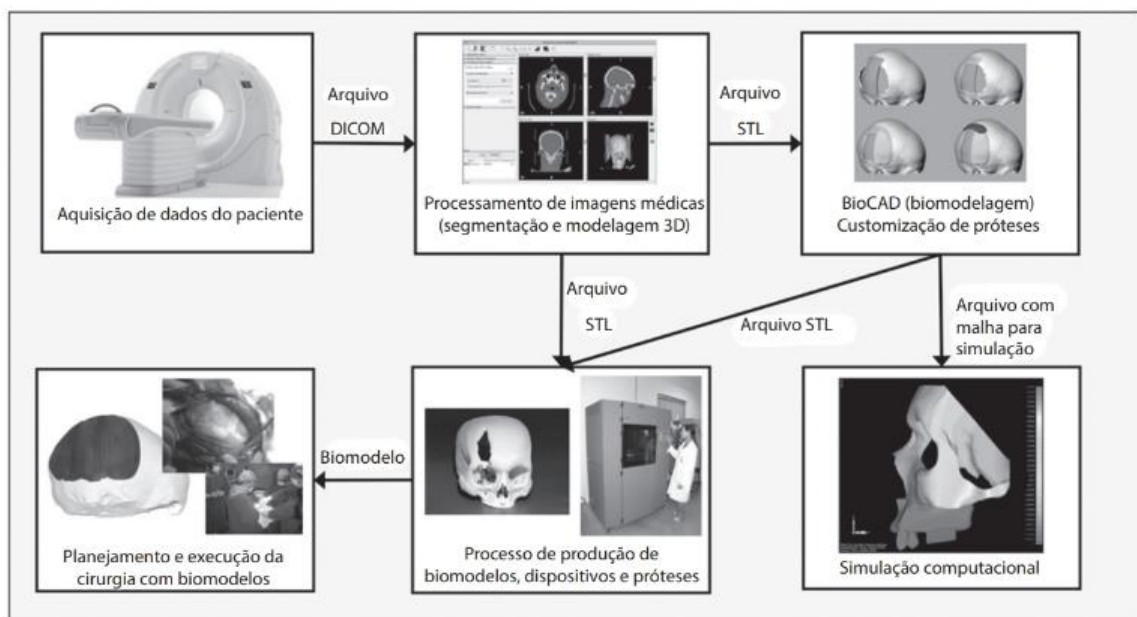 Aquisição de dados do paciente
Arquivo
DICOM
Processamento de imagens médicas
(segmentação e modelagem 3D)
Arquivo
STL
BioCAD (biomodelagem)
Customização de próteses
Arquivo
STL
Arquivo STL
Arquivo com
malha para
simulação
Planejamento e execução da
cirurgia com biomodelos
Biomodelo
Processo de produção de
biomodelos, dispositivos e próteses
Simulação computacional